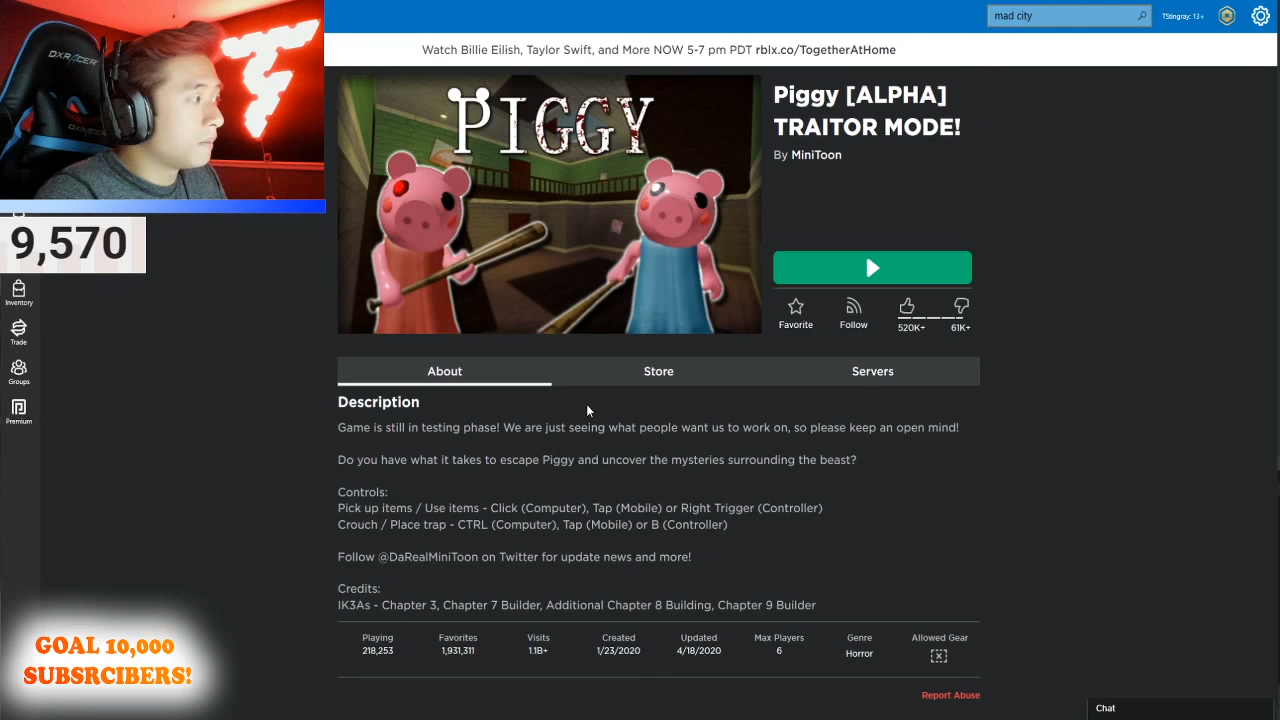 mad city
TStingray: 13+
Watch Billie Eilish, Taylor Swift, and More NOW 5-7 pm PDT rblx.co/TogetherAtHome
DXRACER
DXRACER
PIGGY
Piggy [ALPHA]
TRAITOR MODE!
By MiniToon
9,570
Inventory
Trade
Groups
Premium
Favorite
Follow
520K+
61K+
About
Store
Servers
Description
Game is still in testing phase! We are just seeing what people want us to work on, so please keep an open mind!
Do you have what it takes to escape Piggy and uncover the mysteries surrounding the beast?
Controls:
Pick up items / Use items - Click (Computer), Tap (Mobile) or Right Trigger (Controller)
Crouch / Place trap - CTRL (Computer), Tap (Mobile) or B (Controller)
Follow @DaRealMiniToon on Twitter for update news and more!
Credits:
IK3As - Chapter 3, Chapter 7 Builder, Additional Chapter 8 Building, Chapter 9 Builder
Playing Favorites Visits Created Updated Max Players Genre Allowed Gear
218,253 1,931,311 1.1B+ 1/23/2020 4/18/2020 6 Horror
Report Abuse
GOAL 10,000
SUBSRCIBERS!
Chat